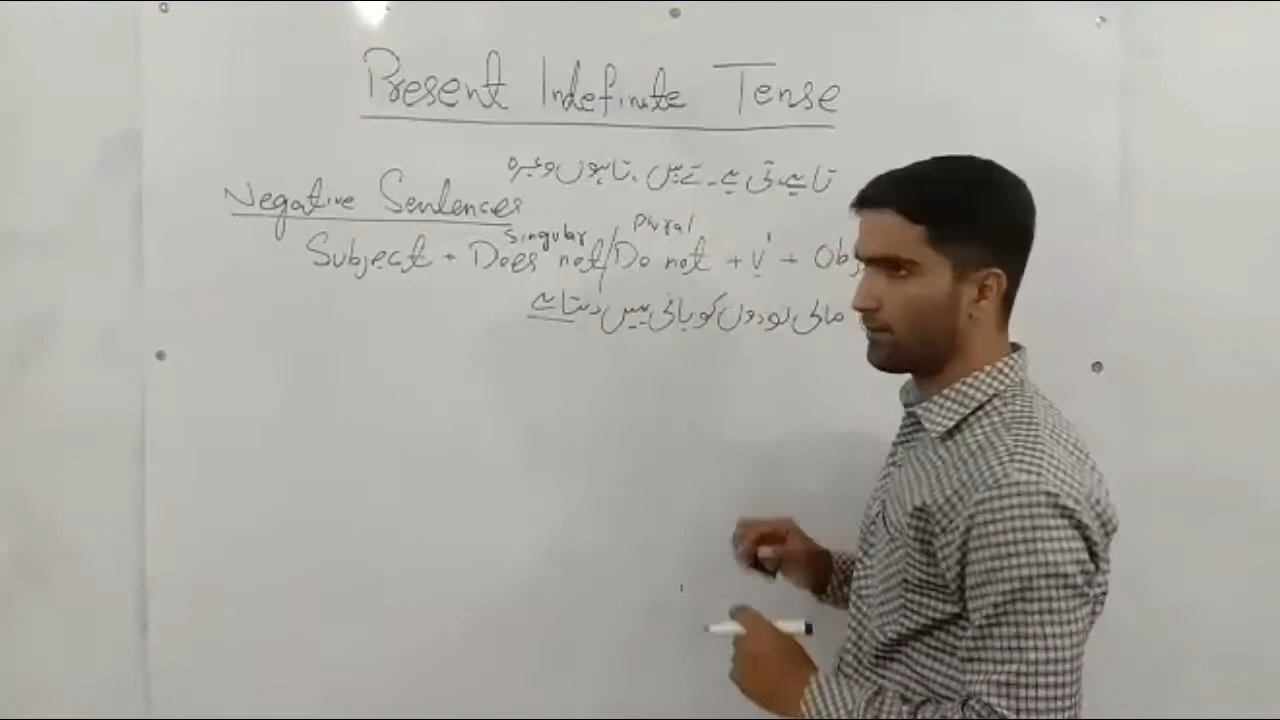 Present Indefinite Tense
تا ہے، تی ہے ۔ تے ہیں ، تا ہوں وغیرہ
Negative Sentences
Singular Plural
Subject + Does not/Do not + V¹ + Obj
مالی پودوں کو پانی نہیں دیتا ہے